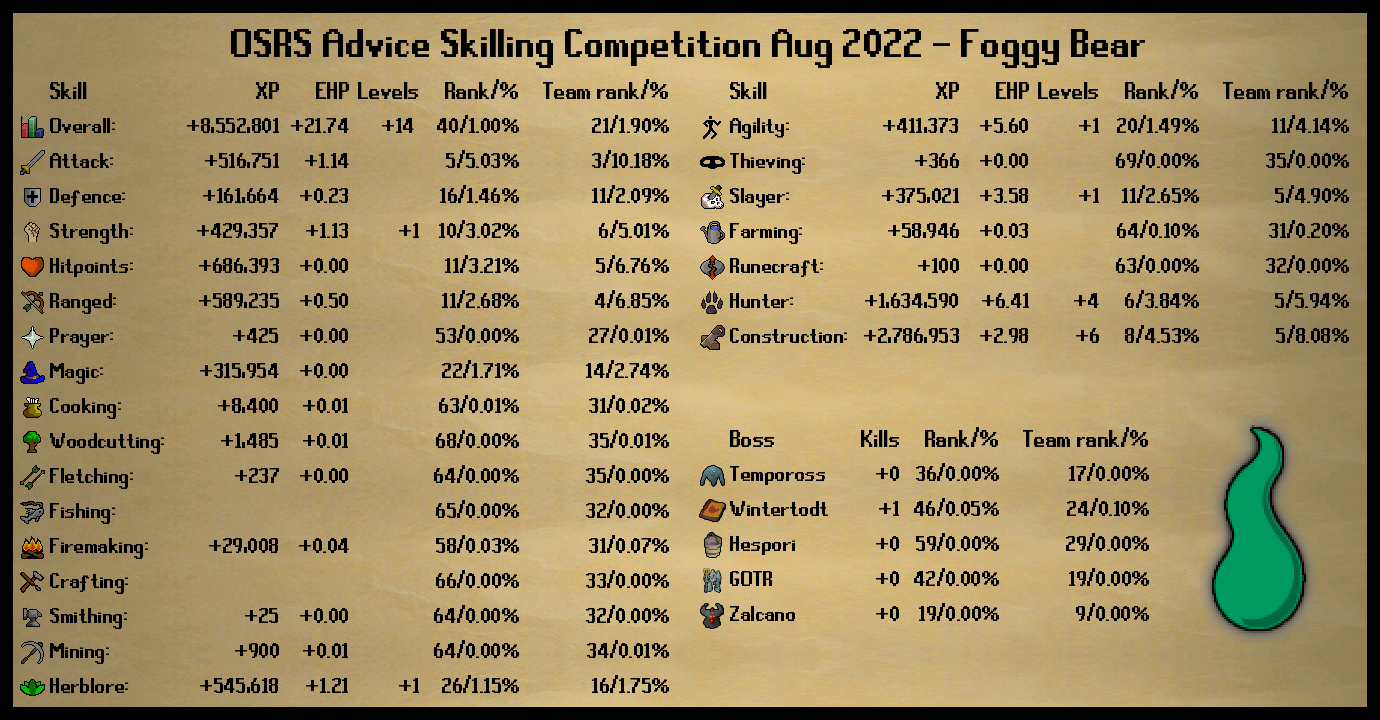 OSRS Advice Skilling Competition Aug 2022 - Foggy Bear
Skill XP EHP Levels Rank/% Team rank/%
Overall: +8,552,801 +21.74 +14 40/1.00% 21/1.90%
Attack: +516,751 +1.14 5/5.03% 3/10.18%
Defence: +161,664 +0.23 16/1.46% 11/2.09%
Strength: +429,357 +1.13 +1 10/3.02% 6/5.01%
Hitpoints: +686,393 +0.00 11/3.21% 5/6.76%
Ranged: +589,235 +0.50 11/2.68% 4/6.85%
Prayer: +425 +0.00 53/0.00% 27/0.01%
Magic: +315,954 +0.00 22/1.71% 14/2.74%
Cooking: +8,400 +0.01 63/0.01% 31/0.02%
Woodcutting: +1,485 +0.01 68/0.00% 35/0.01%
Fletching: +237 +0.00 64/0.00% 35/0.00%
Fishing: 65/0.00% 32/0.00%
Firemaking: +29,008 +0.04 58/0.03% 31/0.07%
Crafting: 66/0.00% 33/0.00%
Smithing: +25 +0.00 64/0.00% 32/0.00%
Mining: +900 +0.01 64/0.00% 34/0.01%
Herblore: +545,618 +1.21 +1 26/1.15% 16/1.75%
Skill XP EHP Levels Rank/% Team rank/%
Agility: +411,373 +5.60 +1 20/1.49% 11/4.14%
Thieving: +366 +0.00 69/0.00% 35/0.00%
Slayer: +375,021 +3.58 +1 11/2.65% 5/4.90%
Farming: +58,946 +0.03 64/0.10% 31/0.20%
Runecraft: +100 +0.00 63/0.00% 32/0.00%
Hunter: +1,634,590 +6.41 +4 6/3.84% 5/5.94%
Construction: +2,786,953 +2.98 +6 8/4.53% 5/8.08%
Boss Kills Rank/% Team rank/%
Tempoross +0 36/0.00% 17/0.00%
Wintertodt +1 46/0.05% 24/0.10%
Hespori +0 59/0.00% 29/0.00%
GOTR +0 42/0.00% 19/0.00%
Zalcano +0 19/0.00% 9/0.00%